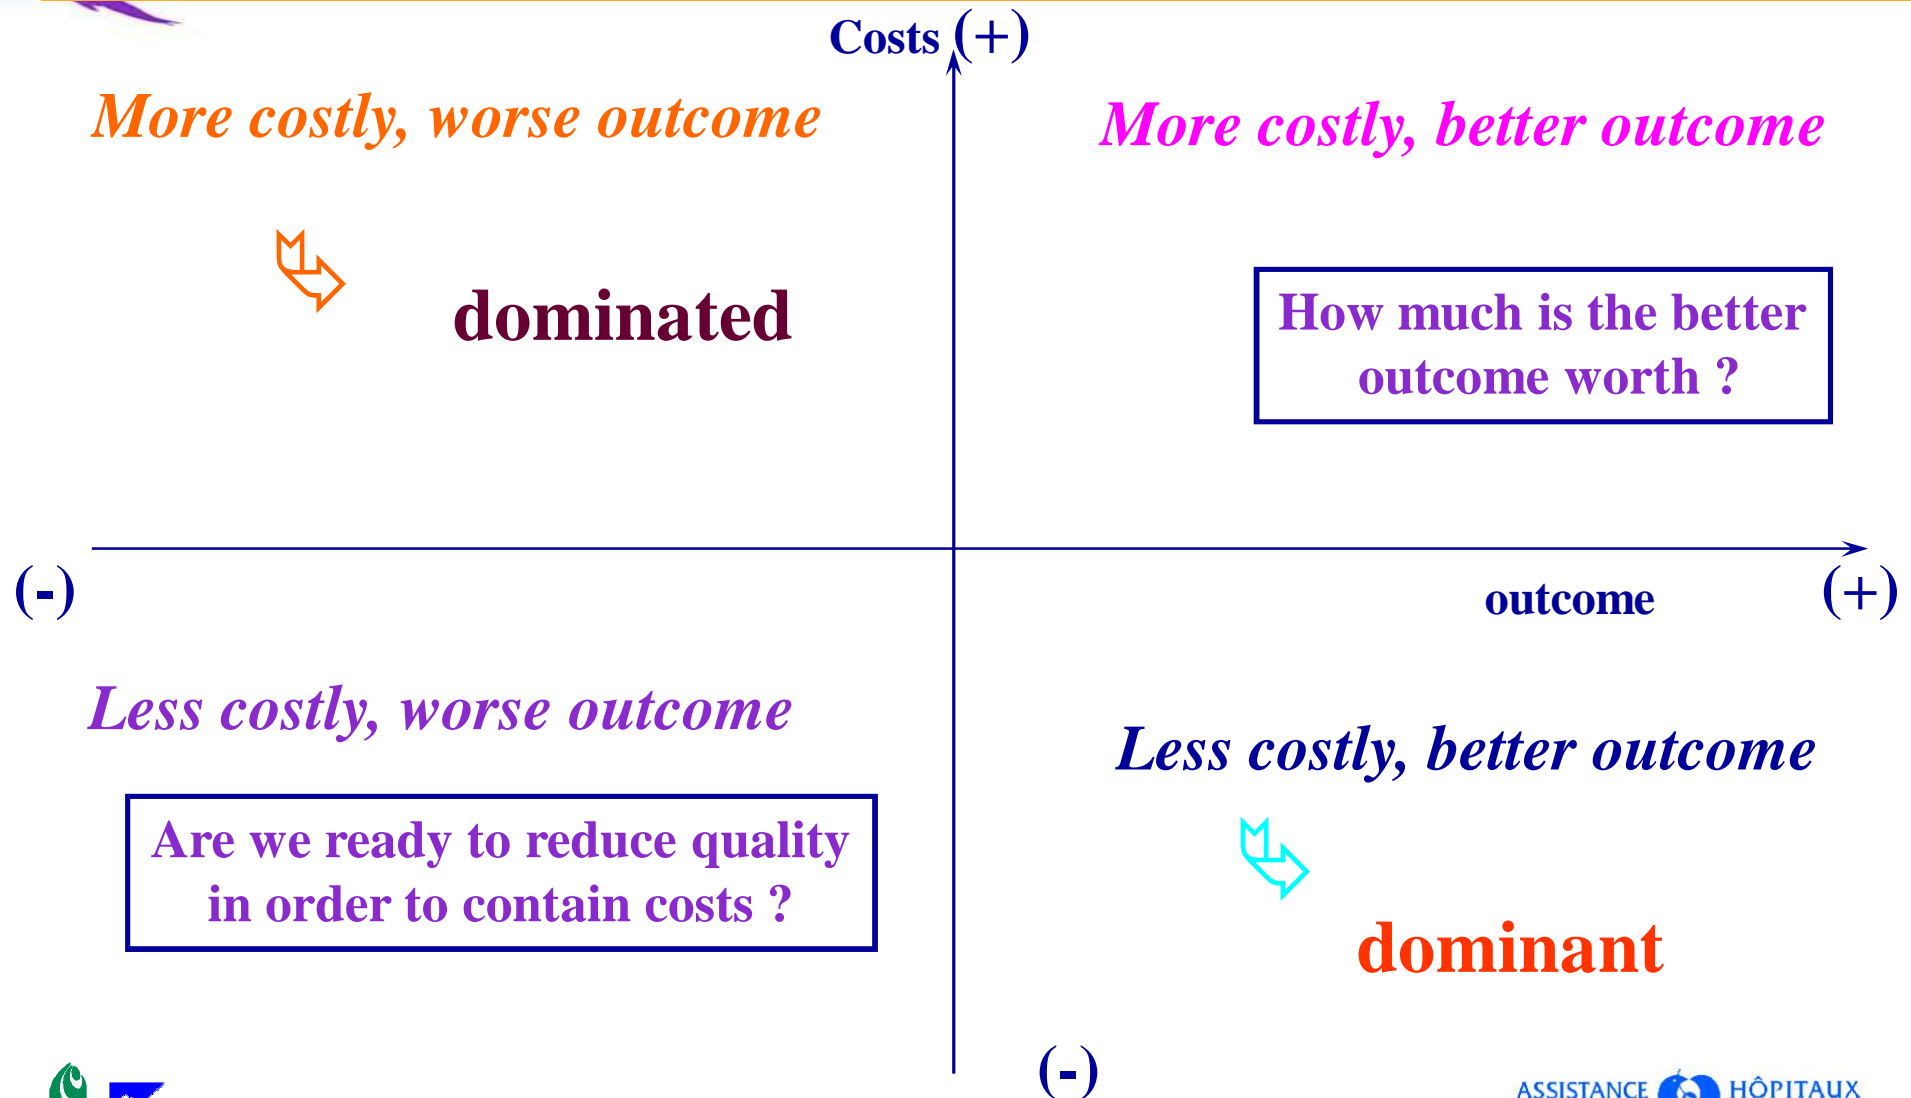 Costs (+)
More costly, worse outcome
More costly, better outcome
dominated
How much is the better
outcome worth ?
(-)
outcome
(+)
Less costly, worse outcome
Less costly, better outcome
Are we ready to reduce quality
in order to contain costs ?
dominant
(-)
ASSISTANCE HÔPITAUX